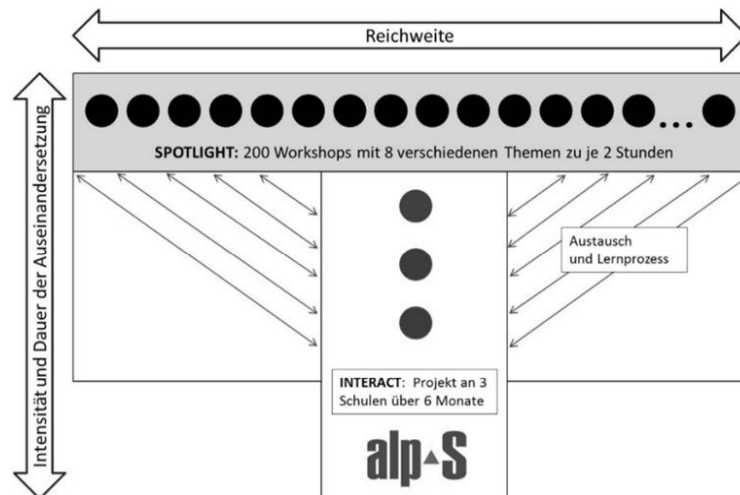 Reichweite
Intensität und Dauer der Auseinandersetzung
SPOTLIGHT: 200 Workshops mit 8 verschiedenen Themen zu je 2 Stunden
Austausch
und Lernprozess
INTERACT: Projekt an 3
Schulen über 6 Monate
alp▲S